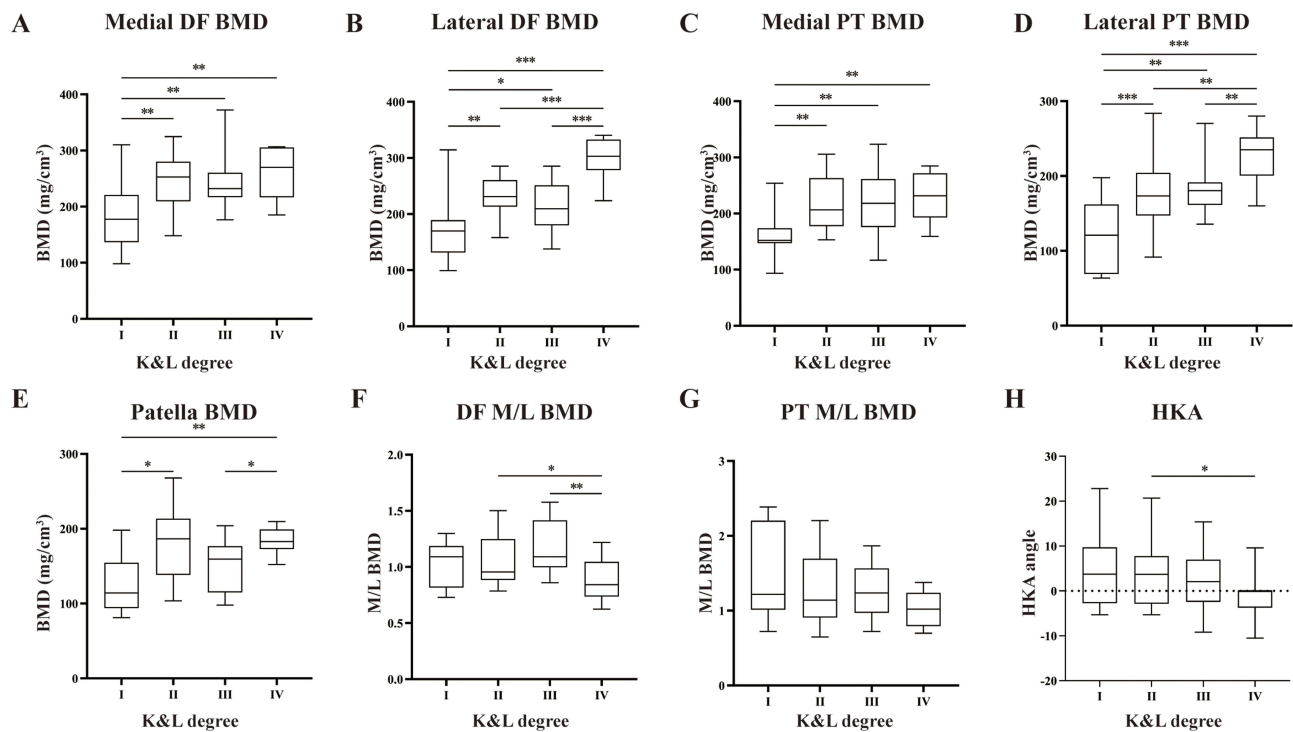 A Medial DF BMD
**
**
**
BMD (mg/cm³)
400
300
200
100
0
I II III IV
K&L degree
B Lateral DF BMD
***
*
***
** ***
BMD (mg/cm³)
400
300
200
100
0
I II III IV
K&L degree
C Medial PT BMD
**
**
**
BMD (mg/cm³)
400
300
200
100
0
I II III IV
K&L degree
D Lateral PT BMD
***
**
**
*** **
BMD (mg/cm³)
300
200
100
0
I II III IV
K&L degree
E Patella BMD
**
* *
BMD (mg/cm³)
300
200
100
0
I II III IV
K&L degree
F DF M/L BMD
*
**
M/L BMD
2.0
1.5
1.0
0.5
0.0
I II III IV
K&L degree
G PT M/L BMD
M/L BMD
3
2
1
0
I II III IV
K&L degree
H HKA
*
HKA angle
30
20
10
0
-10
-20
I II III IV
K&L degree